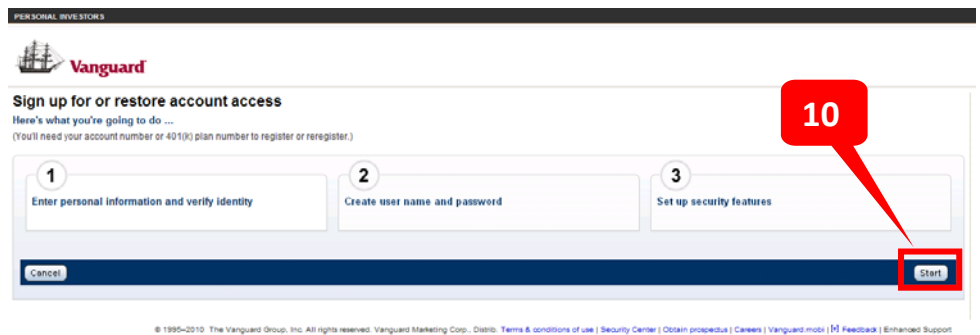 PERSONAL INVESTORS
Vanguard
Sign up for or restore account access
Here's what you're going to do ...
(You'll need your account number or 401(k) plan number to register or reregister.)
10
1
Enter personal information and verify identity
2
Create user name and password
3
Set up security features
Cancel
Start
© 1995–2010 The Vanguard Group, Inc. All rights reserved. Vanguard Marketing Corp., Distrib. Terms & conditions of use | Security Center | Obtain prospectus | Careers | Vanguard.mobi | [+] Feedback | Enhanced Support